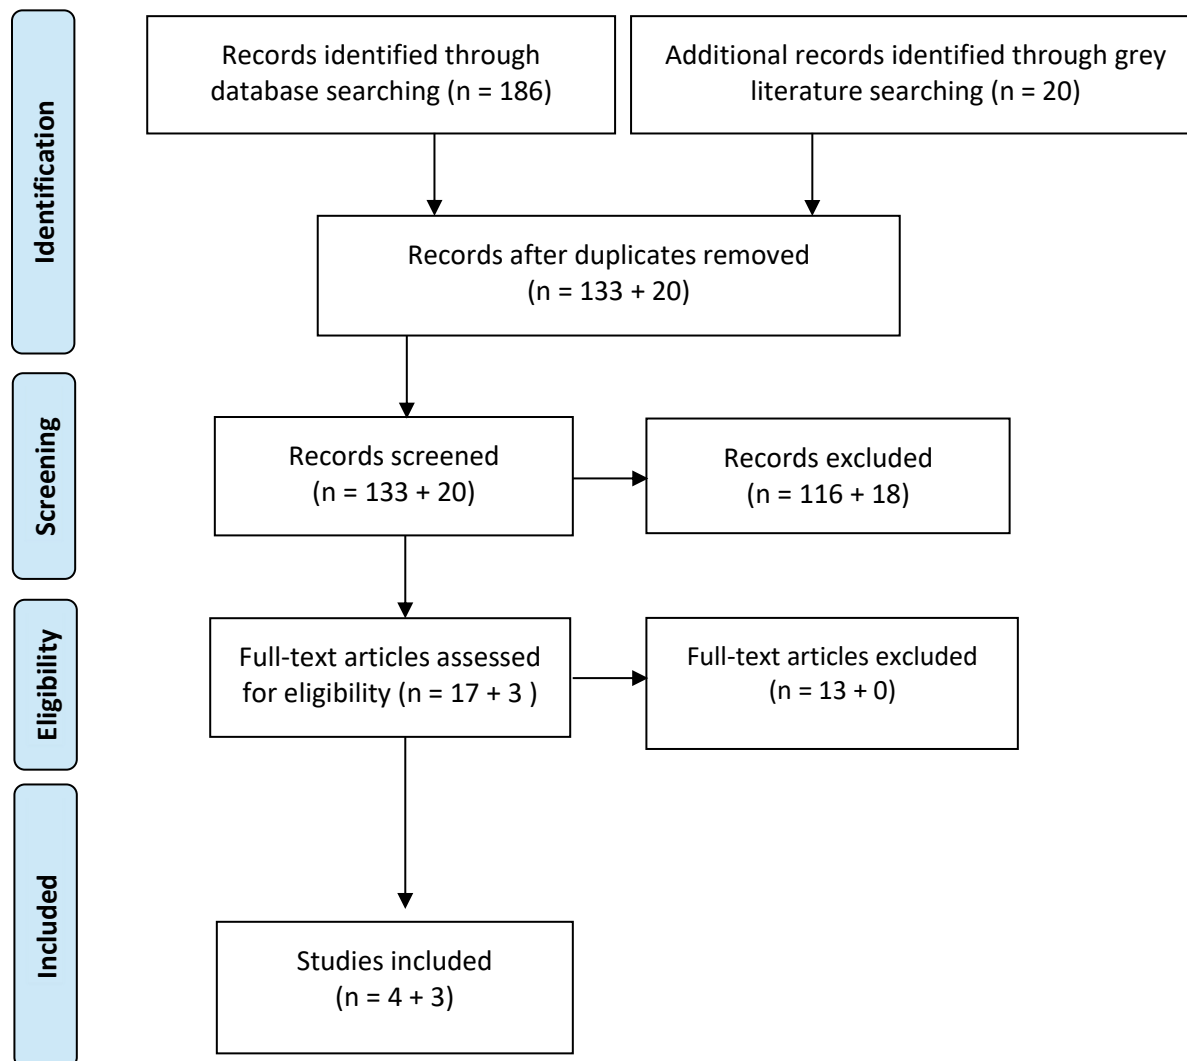 Identification
Records identified through
database searching (n = 186)
Additional records identified through grey
literature searching (n = 20)
Records after duplicates removed
(n = 133 + 20)
Screening
Records screened
(n = 133 + 20)
Records excluded
(n = 116 + 18)
Eligibility
Full-text articles assessed
for eligibility (n = 17 + 3 )
Full-text articles excluded
(n = 13 + 0)
Included
Studies included
(n = 4 + 3)